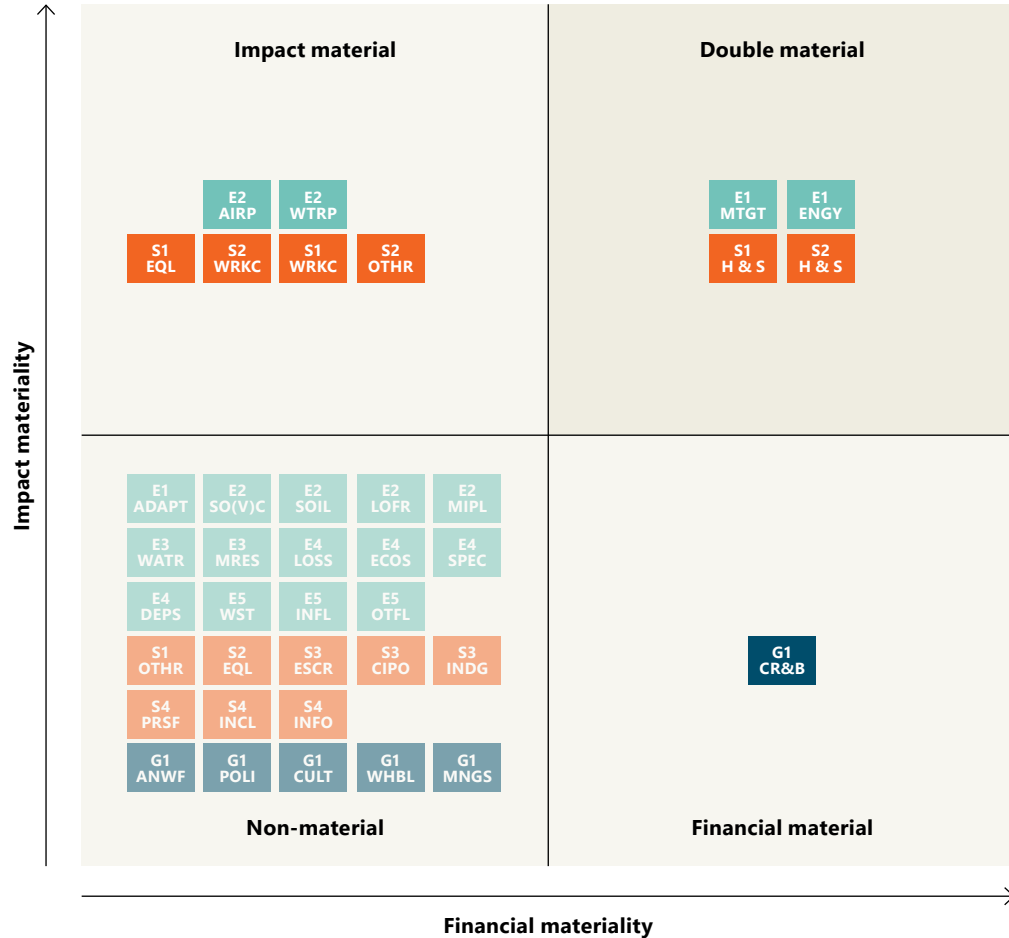 Impact material
Double material
E2
AIRP
E2
WTRP
E1
MTGT
E1
ENGY
S1
EQL
S2
WRKC
S1
WRKC
S2
OTHR
S1
H & S
S2
H & S
Impact materiality
E1
ADAPT
E2
SO(V)C
E2
SOIL
E2
LOFR
E2
MIPL
E3
WATR
E3
MRES
E4
LOSS
E4
ECOS
E4
SPEC
E4
DEPS
E5
WST
E5
INFL
E5
OTFL
S1
OTHR
S2
EQL
S3
ESCR
S3
CIPO
S3
INDG
G1
CR&B
S4
PRSF
S4
INCL
S4
INFO
G1
ANWF
G1
POLI
G1
CULT
G1
WHBL
G1
MNGS
Non-material
Financial material
Financial materiality